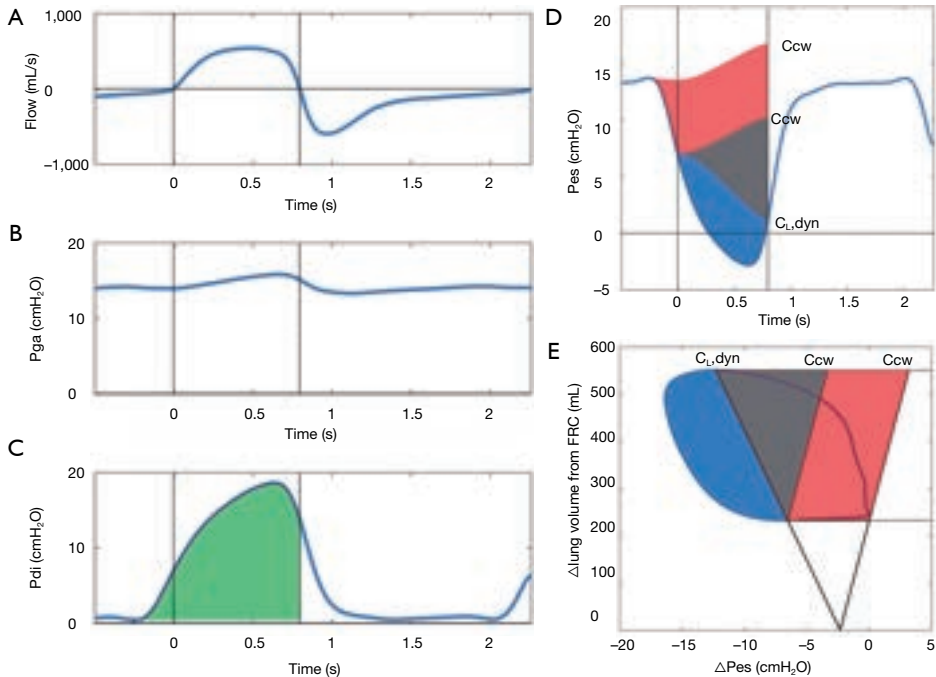 A
1,000
0
–1,000
Flow (mL/s)
0 0.5 1 1.5 2
Time (s)
B
20
10
0
Pga (cmH2O)
0 0.5 1 1.5 2
Time (s)
C
20
10
0
Pdi (cmH2O)
0 0.5 1 1.5 2
Time (s)
D
20
15
10
5
0
–5
Pes (cmH2O)
Ccw
Ccw
CL,dyn
0 0.5 1.0 1.5 2
Time (s)
E
600
500
400
300
200
100
0
△lung volume from FRC (mL)
CL,dyn Ccw Ccw
–20 –15 –10 –5 0 5
△Pes (cmH2O)